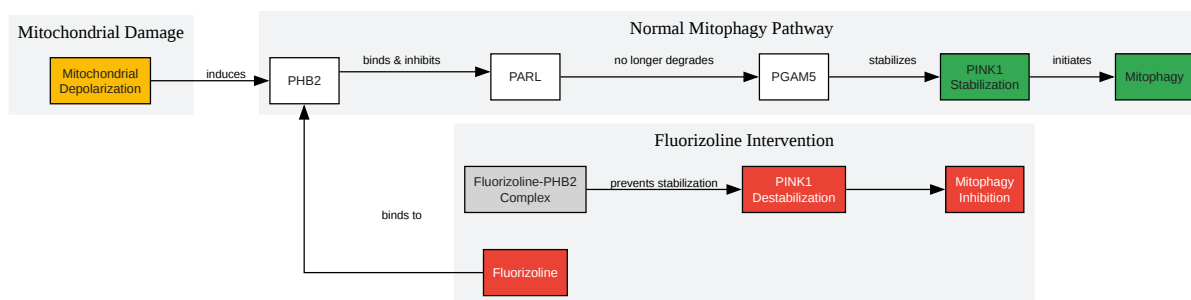 Mitochondrial Damage
Normal Mitophagy Pathway
Mitochondrial
Depolarization
induces
PHB2
binds & inhibits
PARL
no longer degrades
PGAM5
stabilizes
PINK1
Stabilization
initiates
Mitophagy
Fluorizoline Intervention
Fluorizoline-PHB2
Complex
prevents stabilization
PINK1
Destabilization
Mitophagy
Inhibition
binds to
Fluorizoline